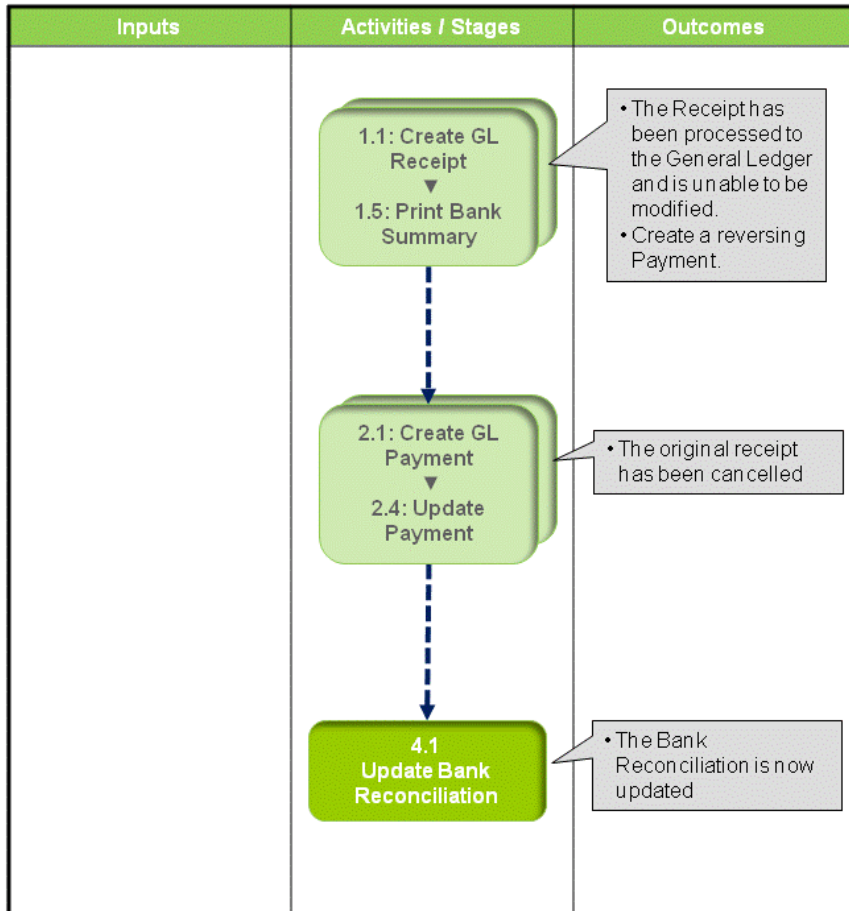 Inputs
Activities / Stages
Outcomes
1.1: Create GL
Receipt
▼
1.5: Print Bank
Summary
• The Receipt has
been processed to
the General Ledger
and is unable to be
modified.
• Create a reversing
Payment.
2.1: Create GL
Payment
▼
2.4: Update
Payment
• The original receipt
has been cancelled
4.1
Update Bank
Reconciliation
• The Bank
Reconciliation is now
updated